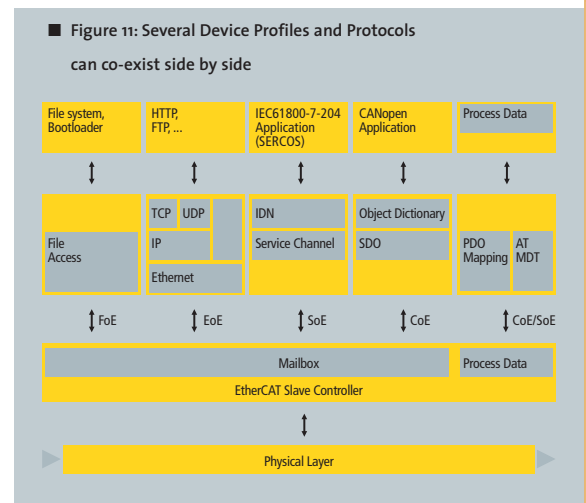 ■ Figure 11: Several Device Profiles and Protocols
can co-exist side by side
File system,
Bootloader
HTTP,
FTP, ...
IEC61800-7-204
Application
(SERCOS)
CANopen
Application
Process Data
File
Access
TCP
UDP
IP
Ethernet
IDN
Service Channel
Object Dictionary
SDO
PDO
Mapping
AT
MDT
FoE
EoE
SoE
CoE
CoE/SoE
Mailbox
Process Data
EtherCAT Slave Controller
Physical Layer